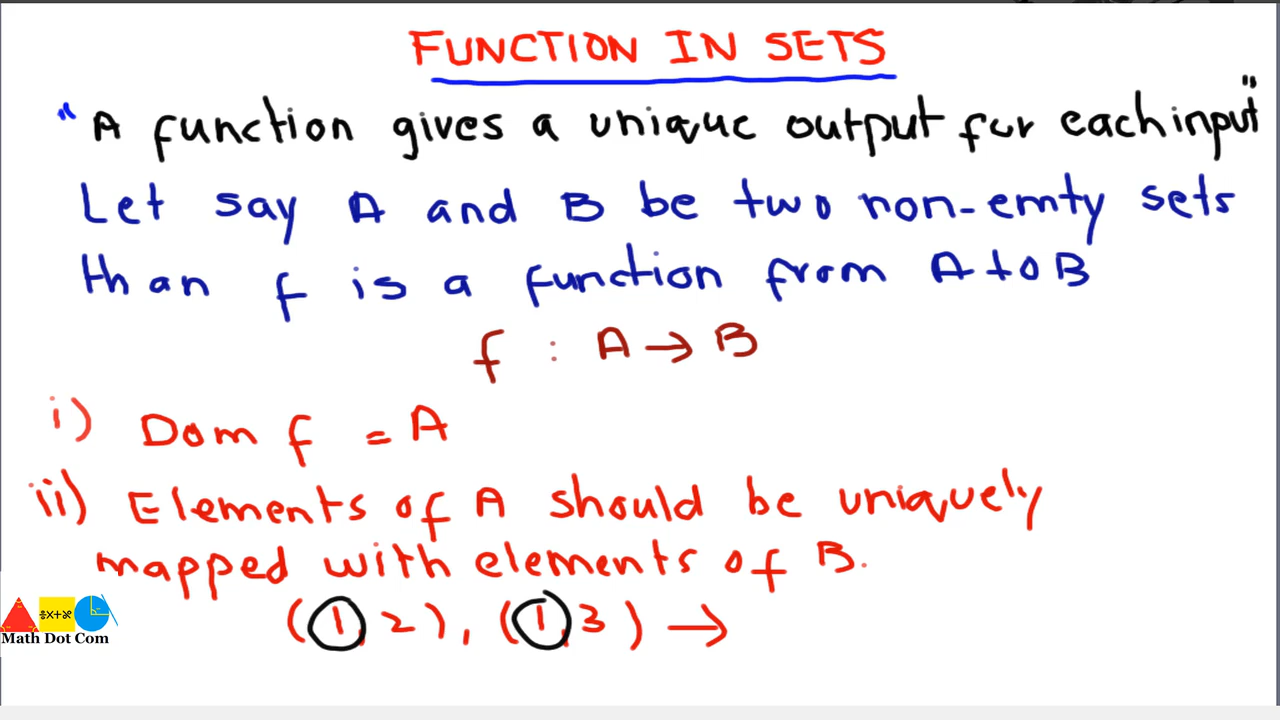 FUNCTION IN SETS
"A function gives a unique output for each input"
Let say A and B be two non-emty sets
than f is a function from A to B
f : A → B
i) Dom f = A
ii) Elements of A should be uniquely
mapped with elements of B.
(1, 2), (1, 3) →
÷x+
Math Dot Com